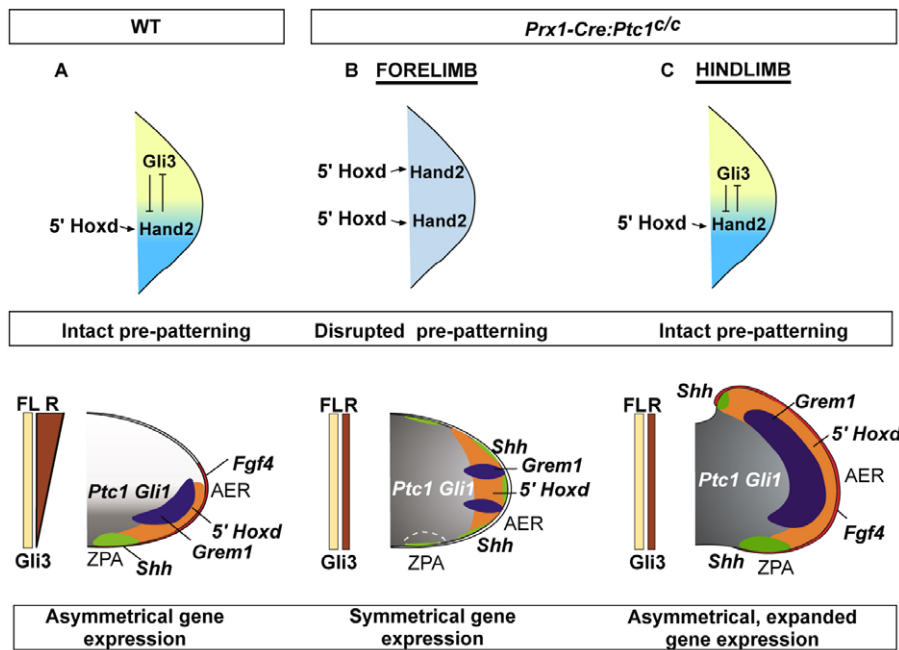 WT
Prx1-Cre:Ptc1c/c
A
B FORELIMB
C HINDLIMB
Gli3
5' Hoxd
Hand2
5' Hoxd
Hand2
5' Hoxd
Hand2
Gli3
5' Hoxd
Hand2
Intact pre-patterning
Disrupted pre-patterning
Intact pre-patterning
FL R
Fgf4
AER
Ptc1 Gli1
5' Hoxd
Grem1
Gli3
ZPA
Shh
FLR
Shh
Grem1
Ptc1 Gli1
5' Hoxd
AER
Shh
Gli3
ZPA
FLR
Shh
Grem1
5' Hoxd
Ptc1 Gli1
AER
Fgf4
Gli3
Shh
ZPA
Asymmetrical gene
expression
Symmetrical gene
expression
Asymmetrical, expanded
gene expression